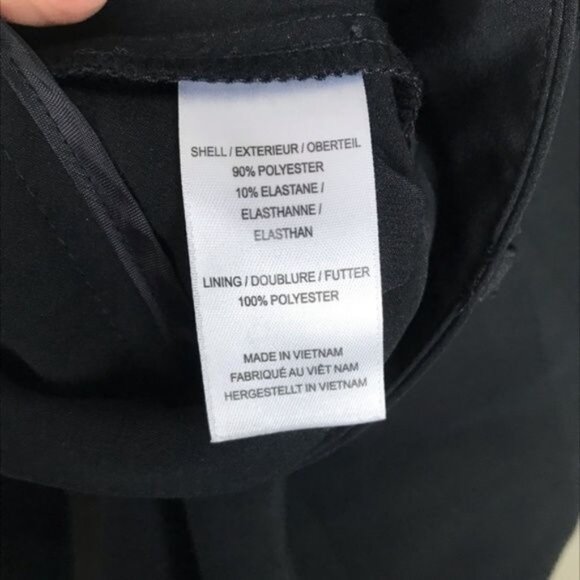 SHELL / EXTERIEUR / OBERTEIL
90% POLYESTER
10% ELASTANE /
ELASTHANNE /
ELASTHAN
LINING / DOUBLURE / FUTTER
100% POLYESTER
MADE IN VIETNAM
FABRIQUÉ AU VIÊT NAM
HERGESTELLT IN VIETNAM